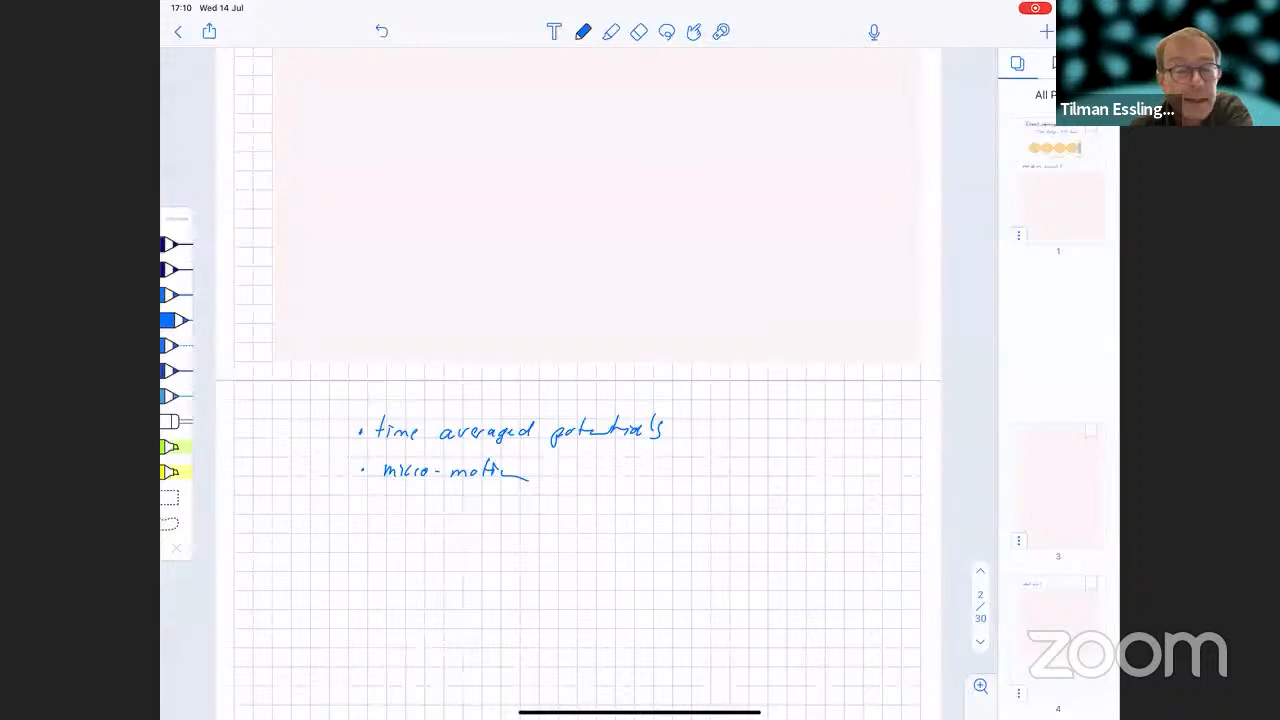 17:10 Wed 14 Jul
T
All P
Tilman Essling...
1
• time averaged potentials
• micro-motion
2
/
30
3
4
zoom